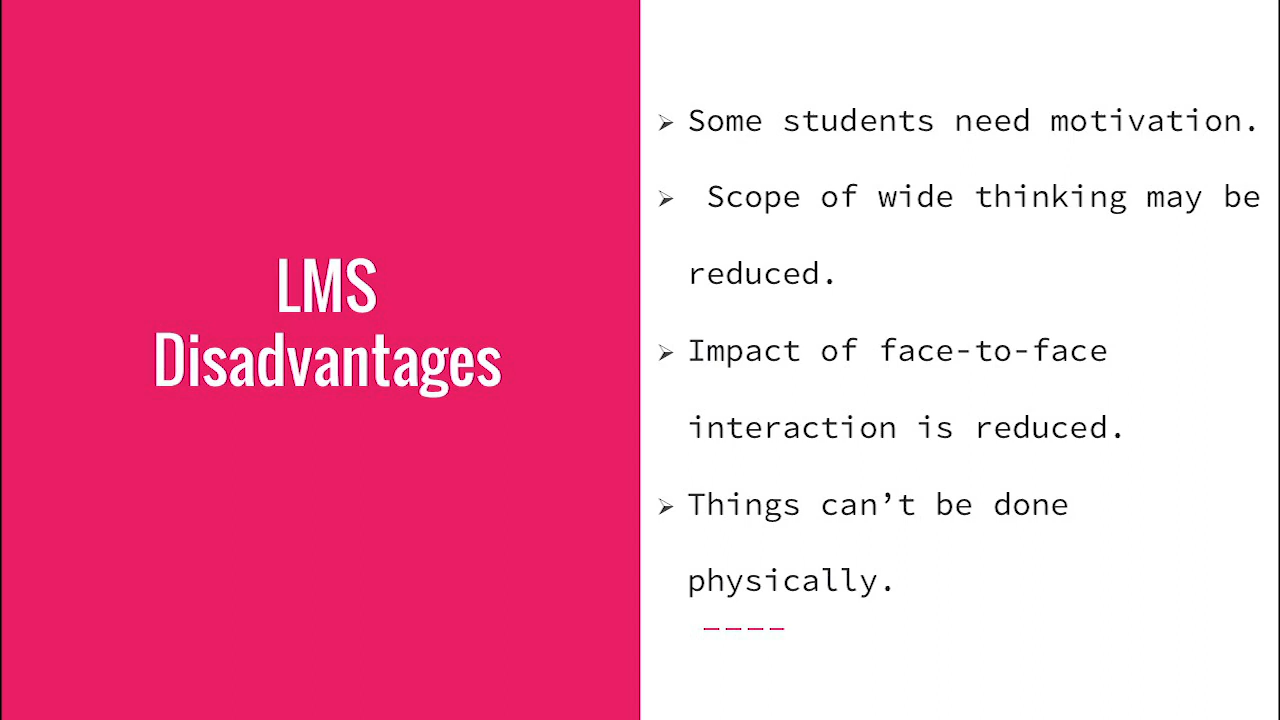 LMS
Disadvantages
➢ Some students need motivation.
➢ Scope of wide thinking may be
reduced.
➢ Impact of face-to-face
interaction is reduced.
➢ Things can’t be done
physically.